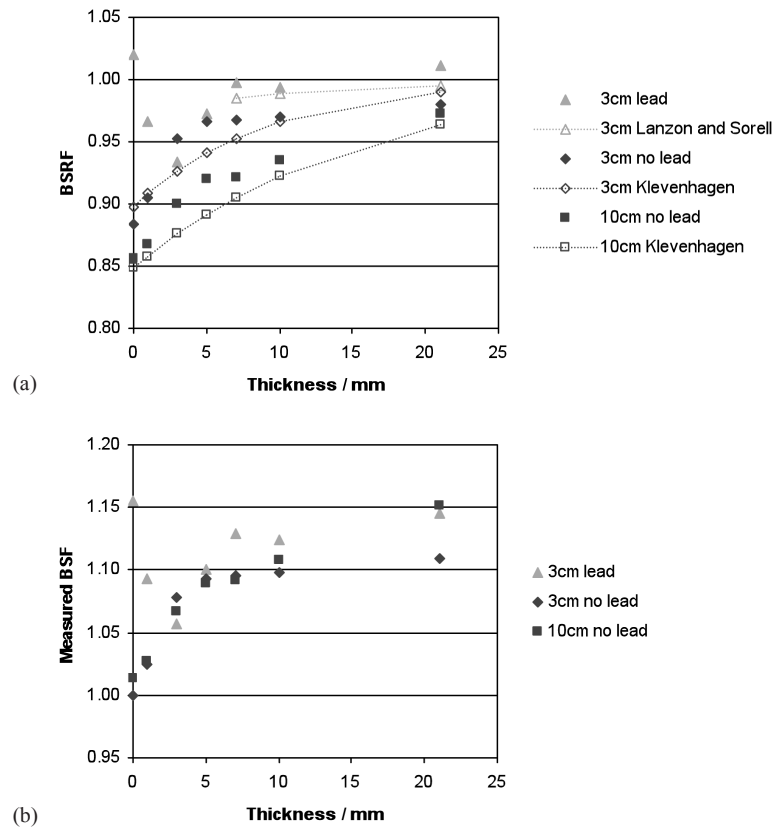 1.05
1.00
0.95
0.90
0.85
0.80
BSRF
0 5 10 15 20 25
Thickness / mm
3cm lead
3cm Lanzon and Sorell
3cm no lead
3cm Klevenhagen
10cm no lead
10cm Klevenhagen
(a)
1.20
1.15
1.10
1.05
1.00
0.95
Measured BSF
0 5 10 15 20 25
Thickness / mm
3cm lead
3cm no lead
10cm no lead
(b)